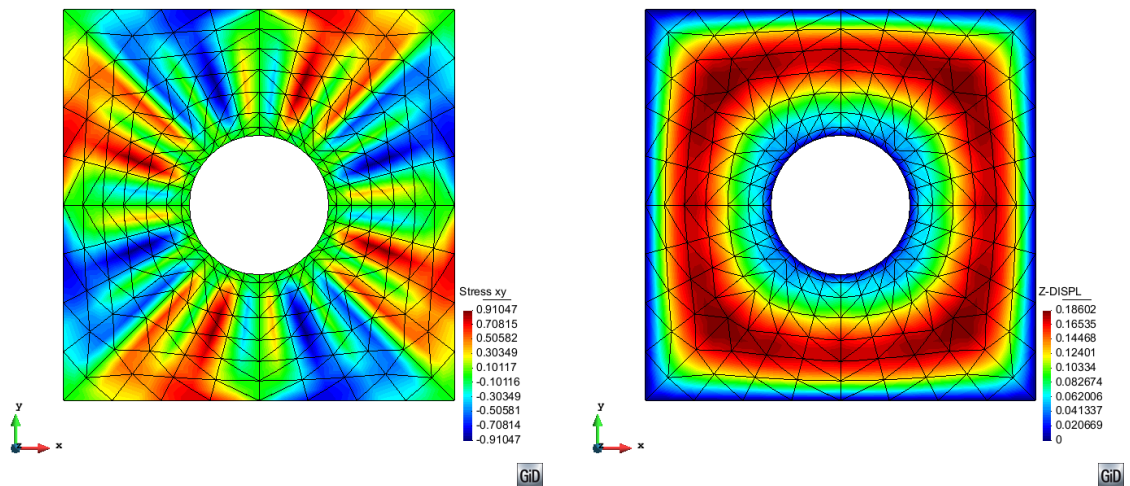 Stress xy
0.91047
0.70815
0.50582
0.30349
0.10117
-0.10116
-0.30349
-0.50581
-0.70814
-0.91047
y
z x
GiD
Z-DISPL
0.18602
0.16535
0.14468
0.12401
0.10334
0.082674
0.062006
0.041337
0.020669
0
y
z x
GiD